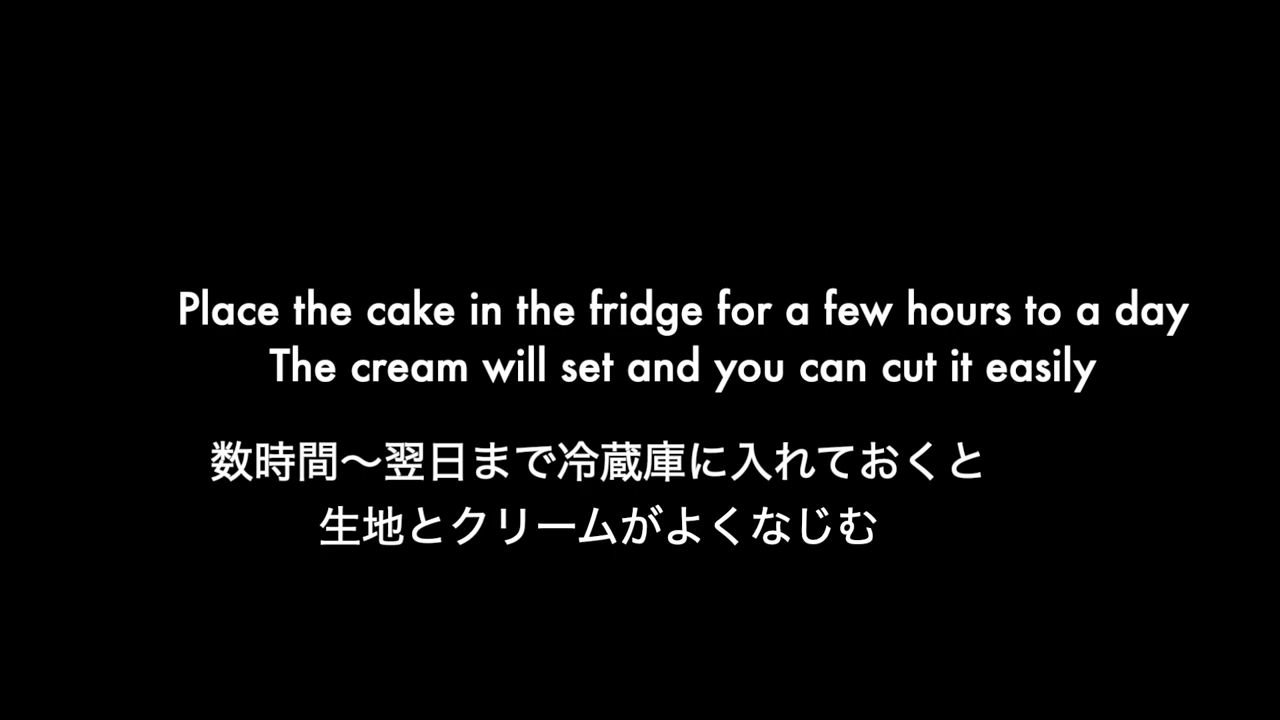 Place the cake in the fridge for a few hours to a day
The cream will set and you can cut it easily
数時間～翌日まで冷蔵庫に入れておくと
生地とクリームがよくなじむ